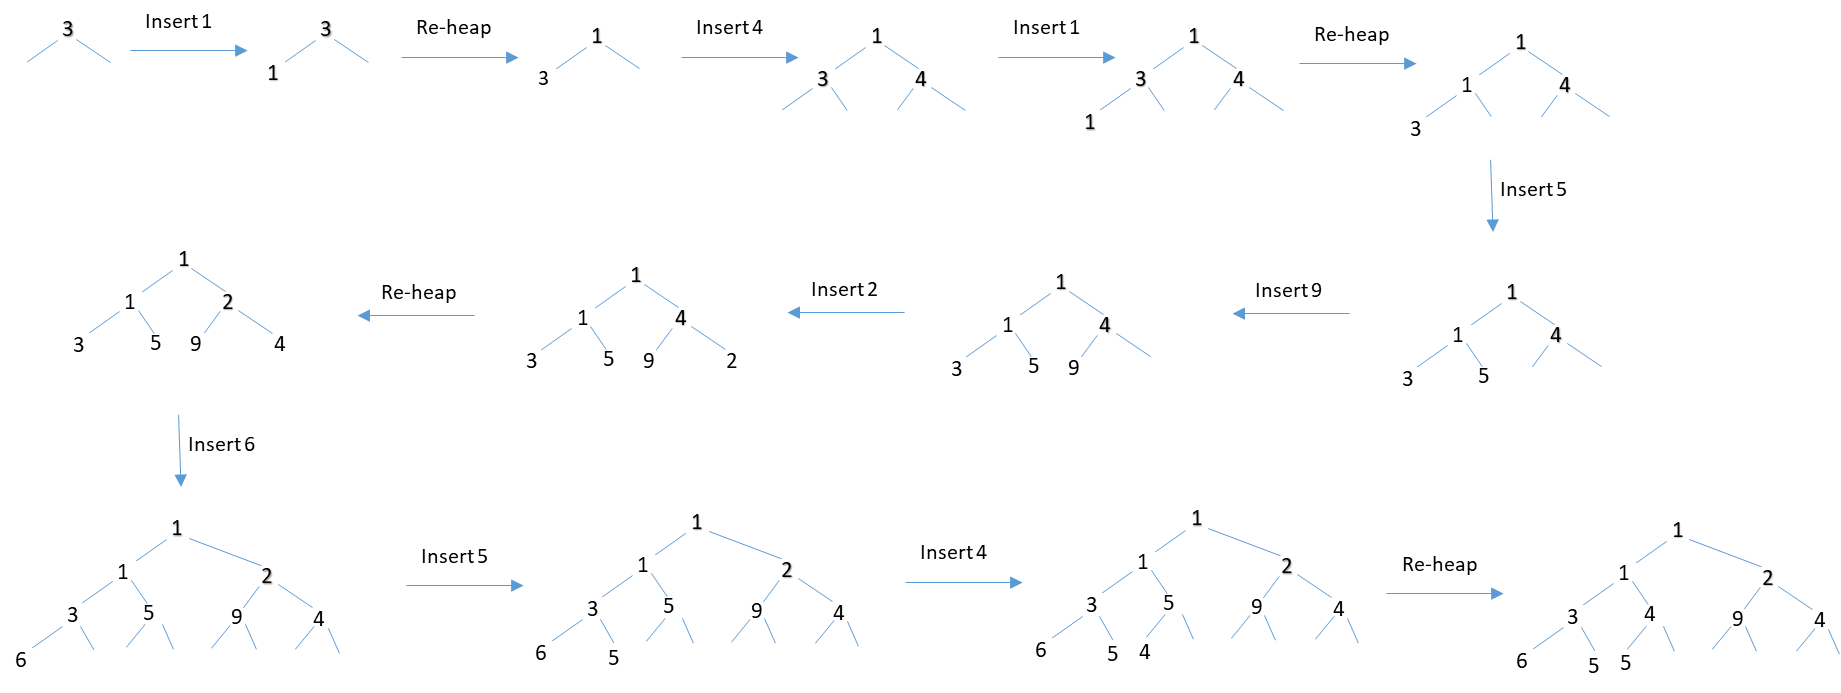 3
Insert 1
3
1
Re-heap
1
3
Insert 4
1
3 4
Insert 1
1
3 4
1
Re-heap
1
1 4
3
Insert 5
1
1 4
3 5
Insert 9
1
1 4
3 5 9
Insert 2
1
1 4
3 5 9 2
Re-heap
1
1 2
3 5 9 4
Insert 6
1
1 2
3 5 9 4
6
Insert 5
1
1 2
3 5 9 4
6 5
Insert 4
1
1 2
3 5 9 4
6 5 4
Re-heap
1
1 2
3 4 9 4
6 5 5